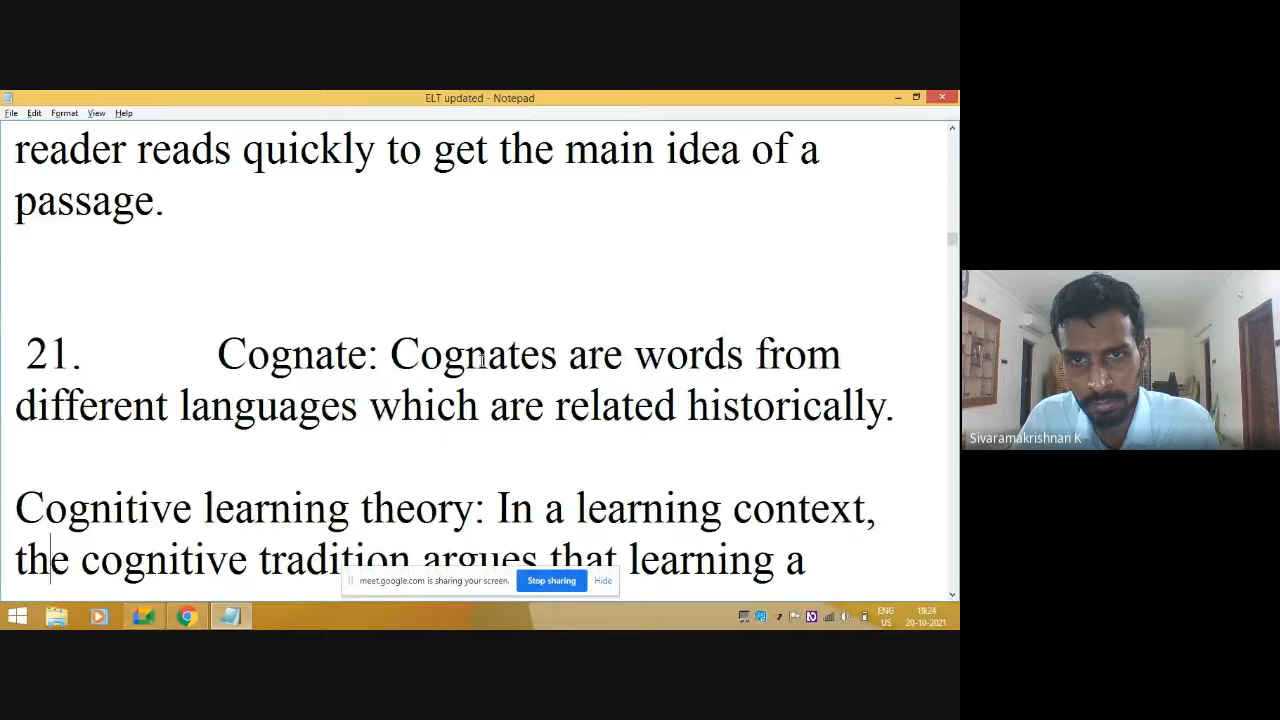 ELT updated - Notepad
File Edit Format View Help
reader reads quickly to get the main idea of a
passage.
21. Cognate: Cognates are words from
different languages which are related historically.
Cognitive learning theory: In a learning context,
the cognitive tradition argues that learning a
meet.google.com is sharing your screen. Stop sharing Hide
Sivaramakrishnan K
ENG 19:24
US 20-10-2021